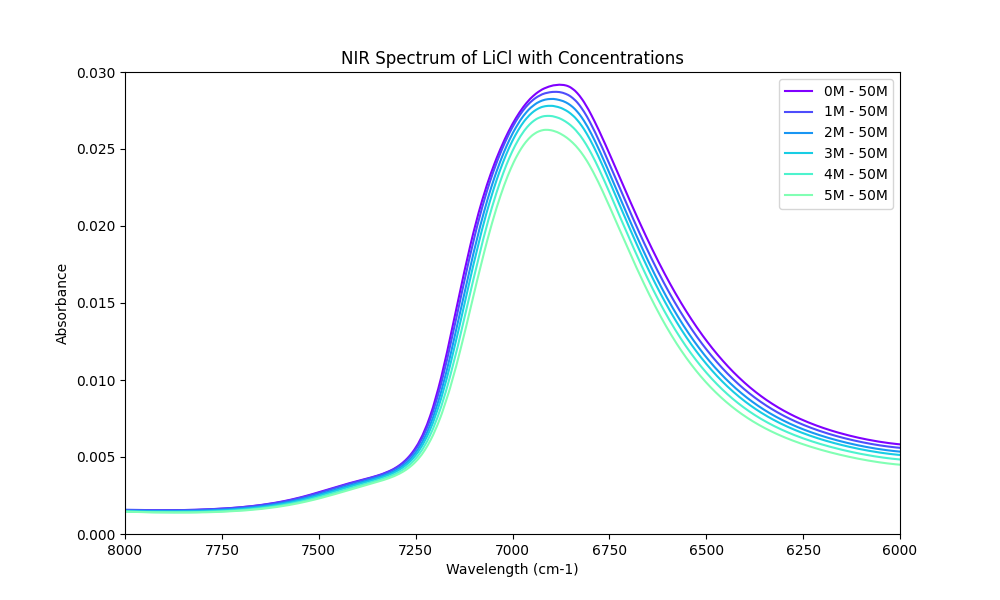 NIR Spectrum of LiCl with Concentrations
0.030
0.025
0.020
0.015
0.010
0.005
0.000
Absorbance
0M - 50M
1M - 50M
2M - 50M
3M - 50M
4M - 50M
5M - 50M
8000 7750 7500 7250 7000 6750 6500 6250 6000
Wavelength (cm-1)